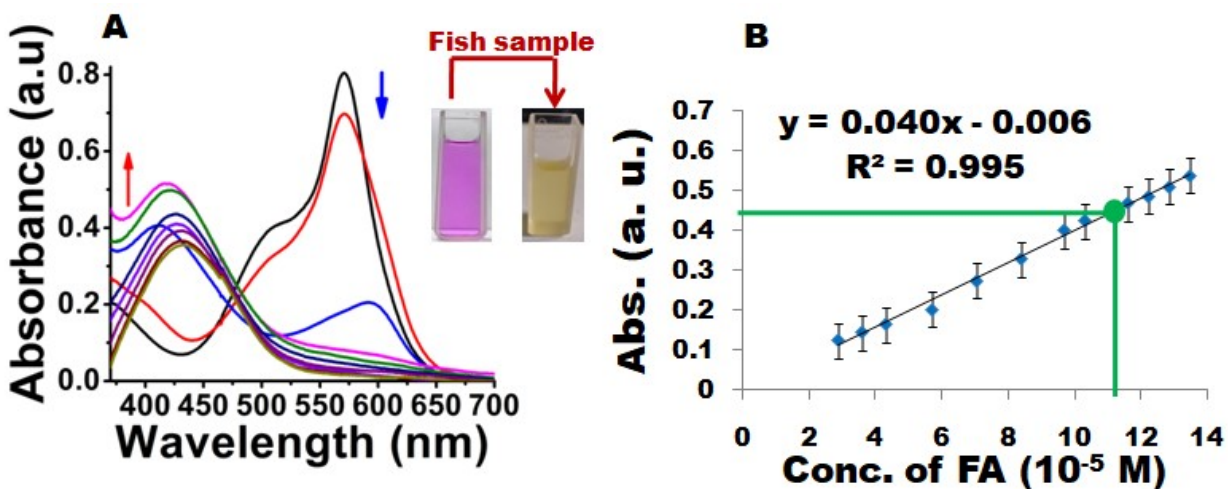 A
Fish sample
Absorbance (a.u)
0.8
0.6
0.4
0.2
0.0
400 450 500 550 600 650 700
Wavelength (nm)
B
y = 0.040x - 0.006
R² = 0.995
Abs. (a. u.)
0.7
0.6
0.5
0.4
0.3
0.2
0.1
0
0 2 4 6 8 10 12 14
Conc. of FA (10⁻⁵ M)